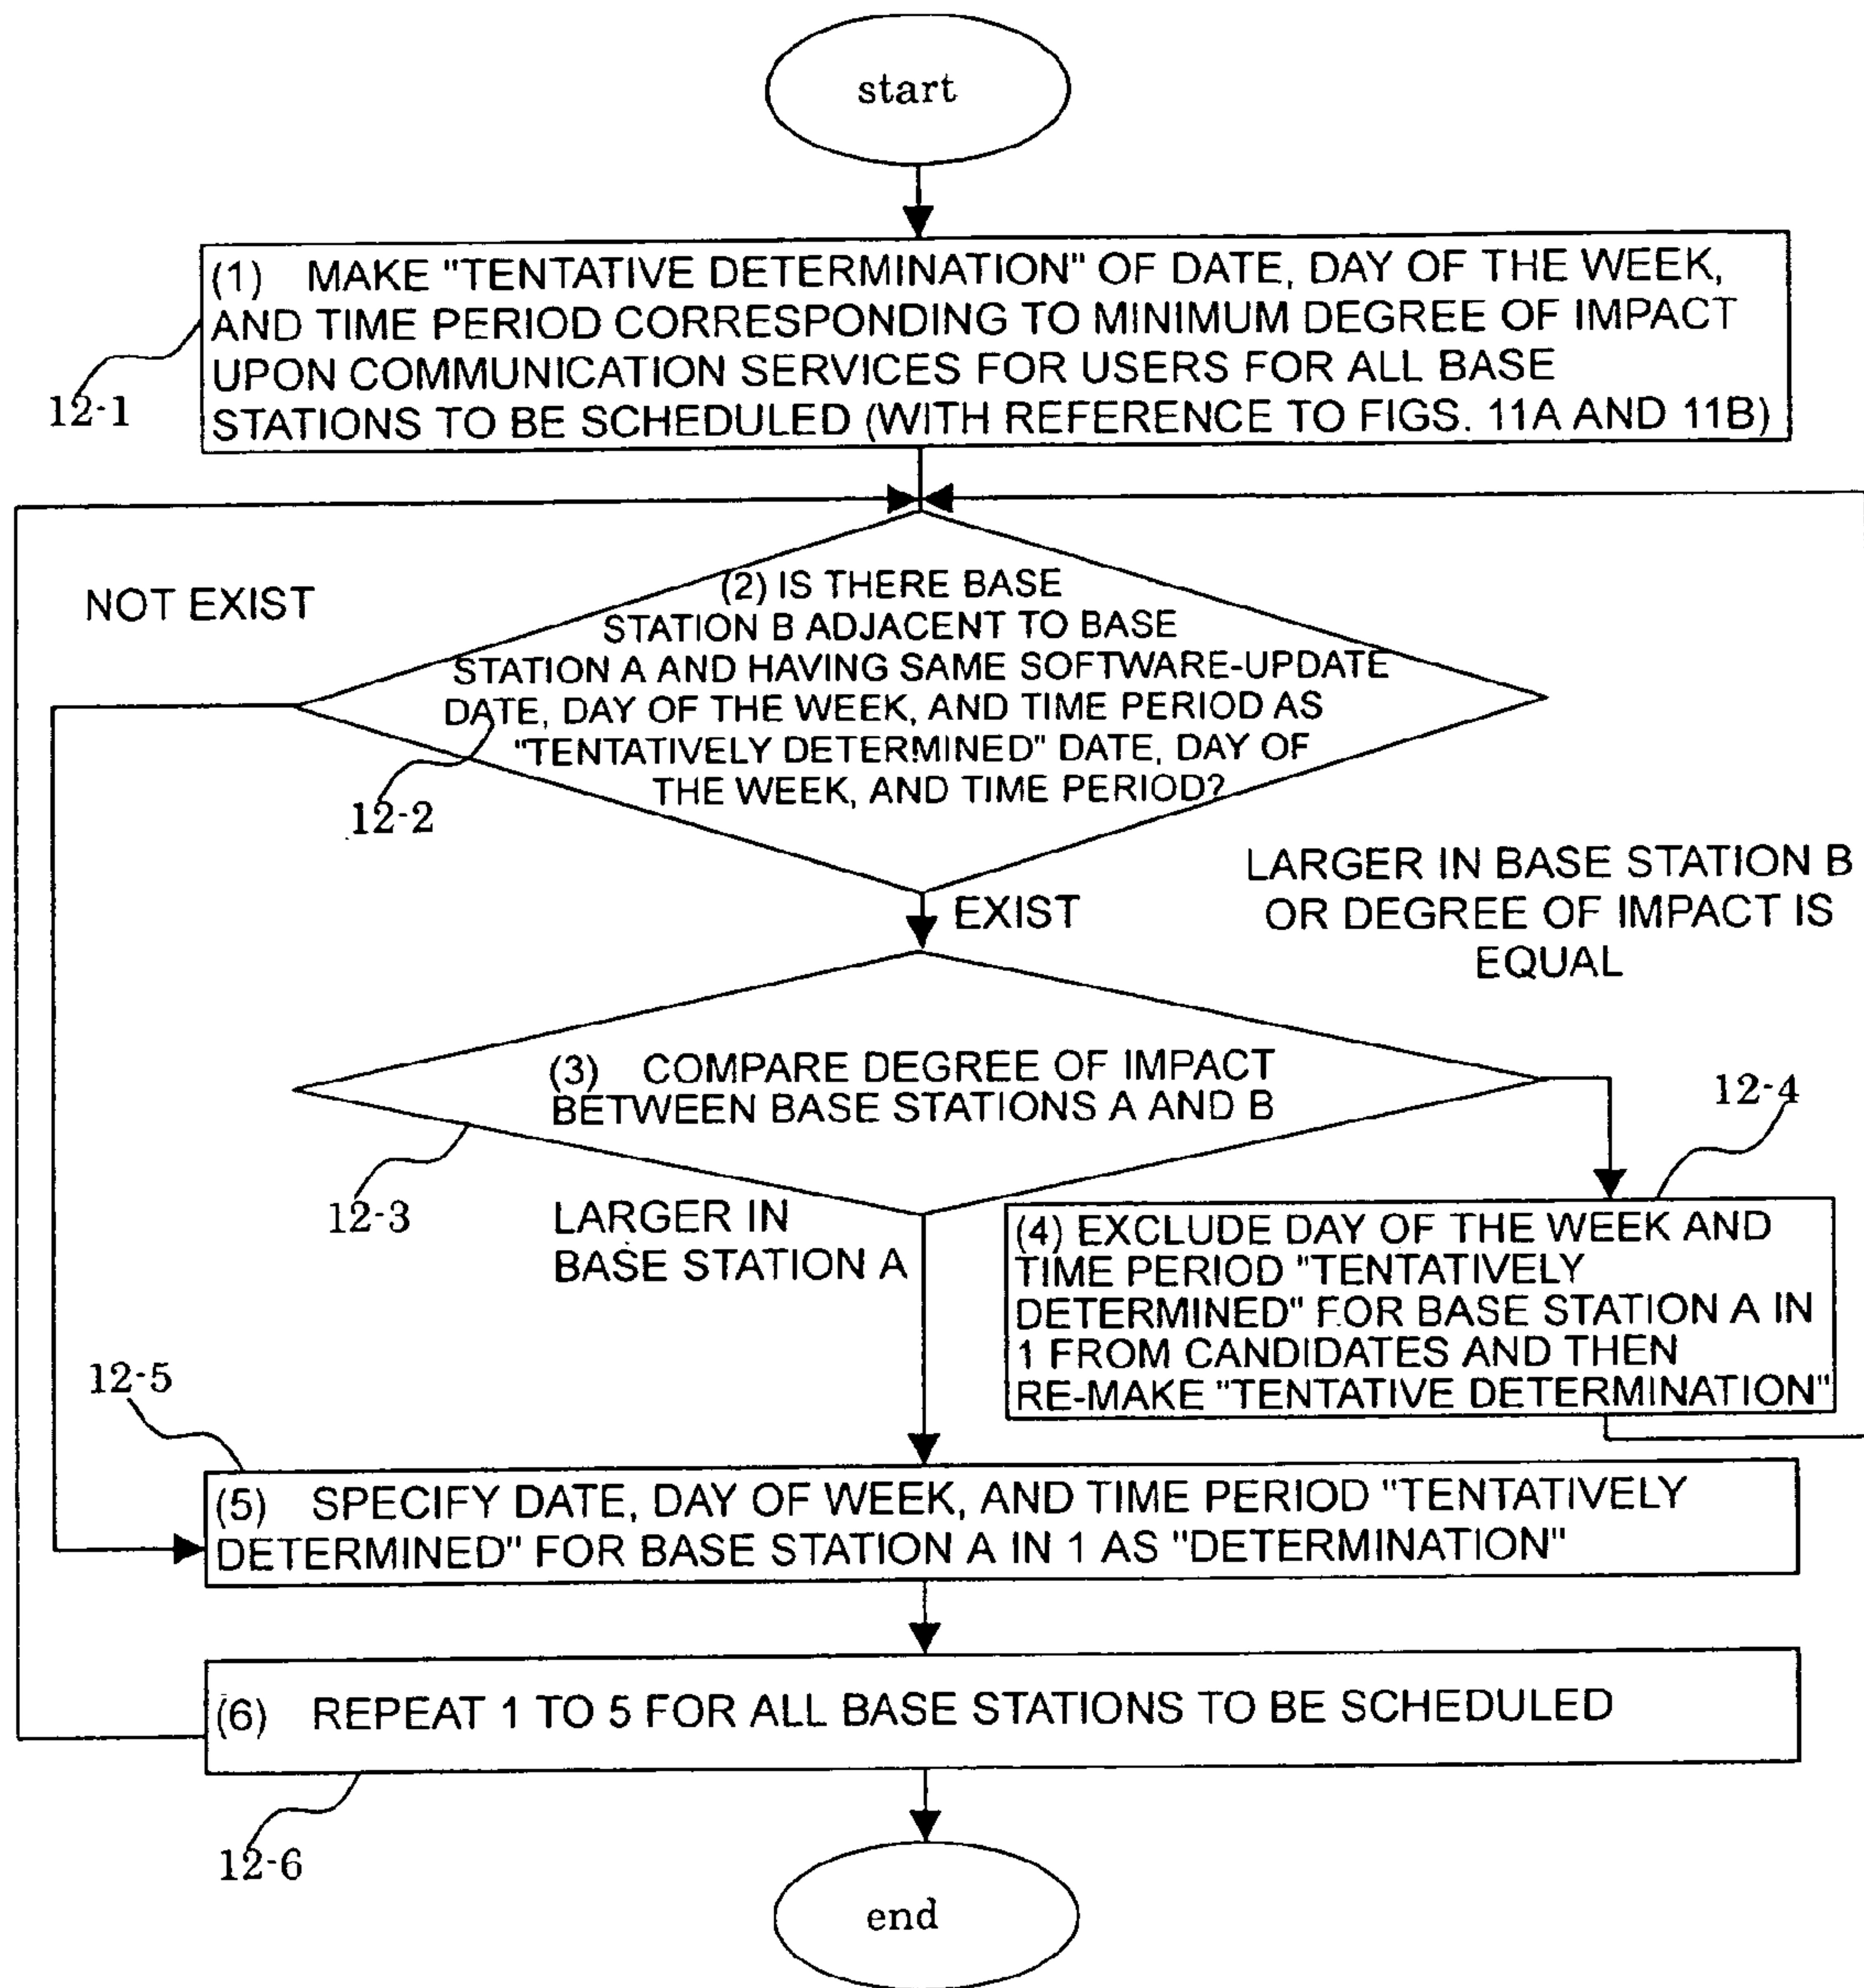 start
(1) MAKE "TENTATIVE DETERMINATION" OF DATE, DAY OF THE WEEK,
AND TIME PERIOD CORRESPONDING TO MINIMUM DEGREE OF IMPACT
UPON COMMUNICATION SERVICES FOR USERS FOR ALL BASE
STATIONS TO BE SCHEDULED (WITH REFERENCE TO FIGS. 11A AND 11B)
12-1
NOT EXIST
(2) IS THERE BASE
STATION B ADJACENT TO BASE
STATION A AND HAVING SAME SOFTWARE-UPDATE
DATE, DAY OF THE WEEK, AND TIME PERIOD AS
"TENTATIVELY DETERMINED" DATE, DAY OF
THE WEEK, AND TIME PERIOD?
12-2
EXIST
LARGER IN BASE STATION B
OR DEGREE OF IMPACT IS
EQUAL
(3) COMPARE DEGREE OF IMPACT
BETWEEN BASE STATIONS A AND B
12-3
12-4
LARGER IN
BASE STATION A
(4) EXCLUDE DAY OF THE WEEK AND
TIME PERIOD "TENTATIVELY
DETERMINED" FOR BASE STATION A IN
1 FROM CANDIDATES AND THEN
RE-MAKE "TENTATIVE DETERMINATION"
12-5
(5) SPECIFY DATE, DAY OF WEEK, AND TIME PERIOD "TENTATIVELY
DETERMINED" FOR BASE STATION A IN 1 AS "DETERMINATION"
(6) REPEAT 1 TO 5 FOR ALL BASE STATIONS TO BE SCHEDULED
12-6
end